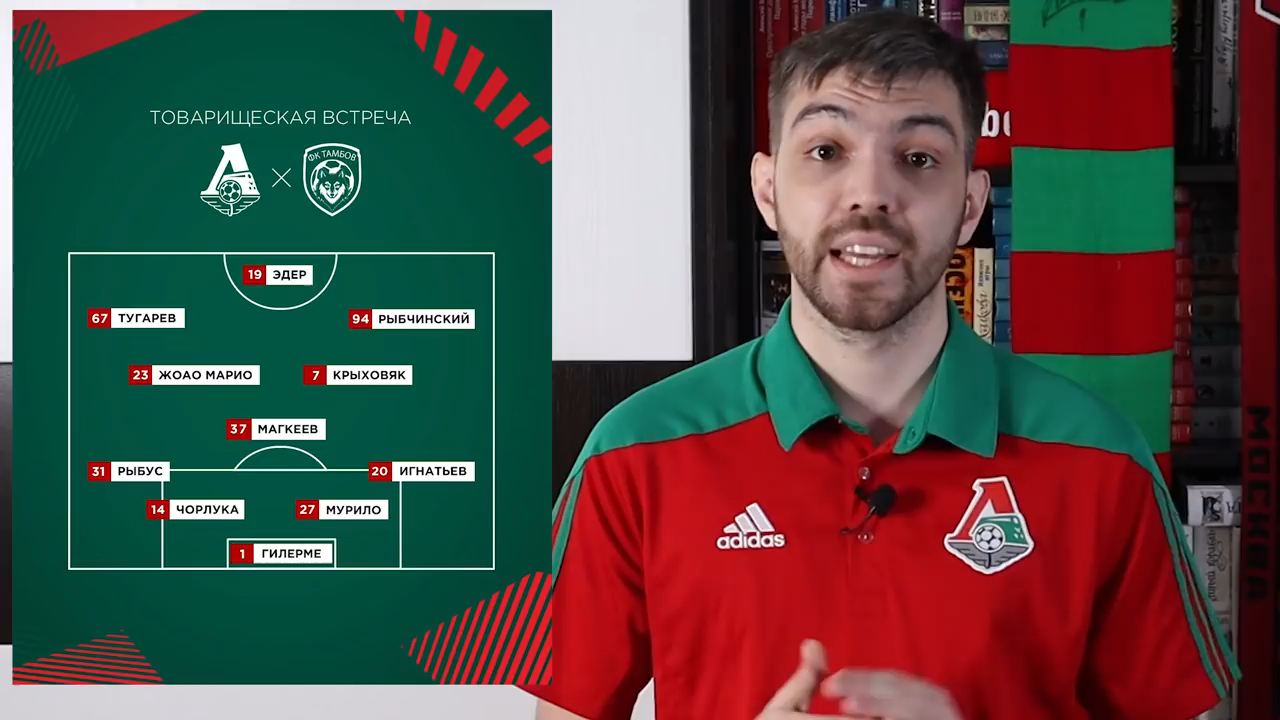 ТОВАРИЩЕСКАЯ ВСТРЕЧА
ФК ТАМБОВ
19 ЭДЕР
67 ТУГАРЕВ
94 РЫБЧИНСКИЙ
23 ЖОАО МАРИО
7 КРЫХОВЯК
37 МАГКЕЕВ
31 РЫБУС
20 ИГНАТЬЕВ
14 ЧОРЛУКА
27 МУРИЛО
1 ГИЛЕРМЕ
adidas
МОСКВА